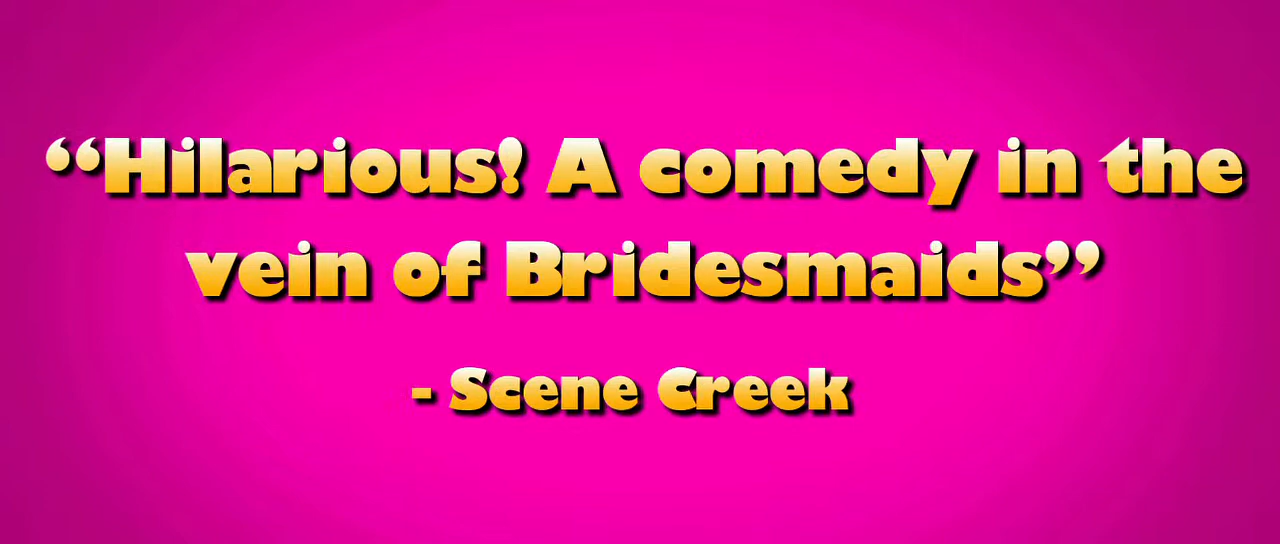 “Hilarious! A comedy in the
vein of Bridesmaids”
- Scene Creek